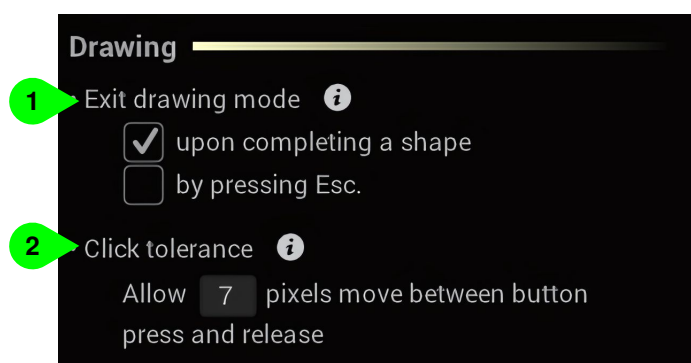 Drawing
1 Exit drawing mode i
upon completing a shape
by pressing Esc.
2 Click tolerance i
Allow 7 pixels move between button
press and release